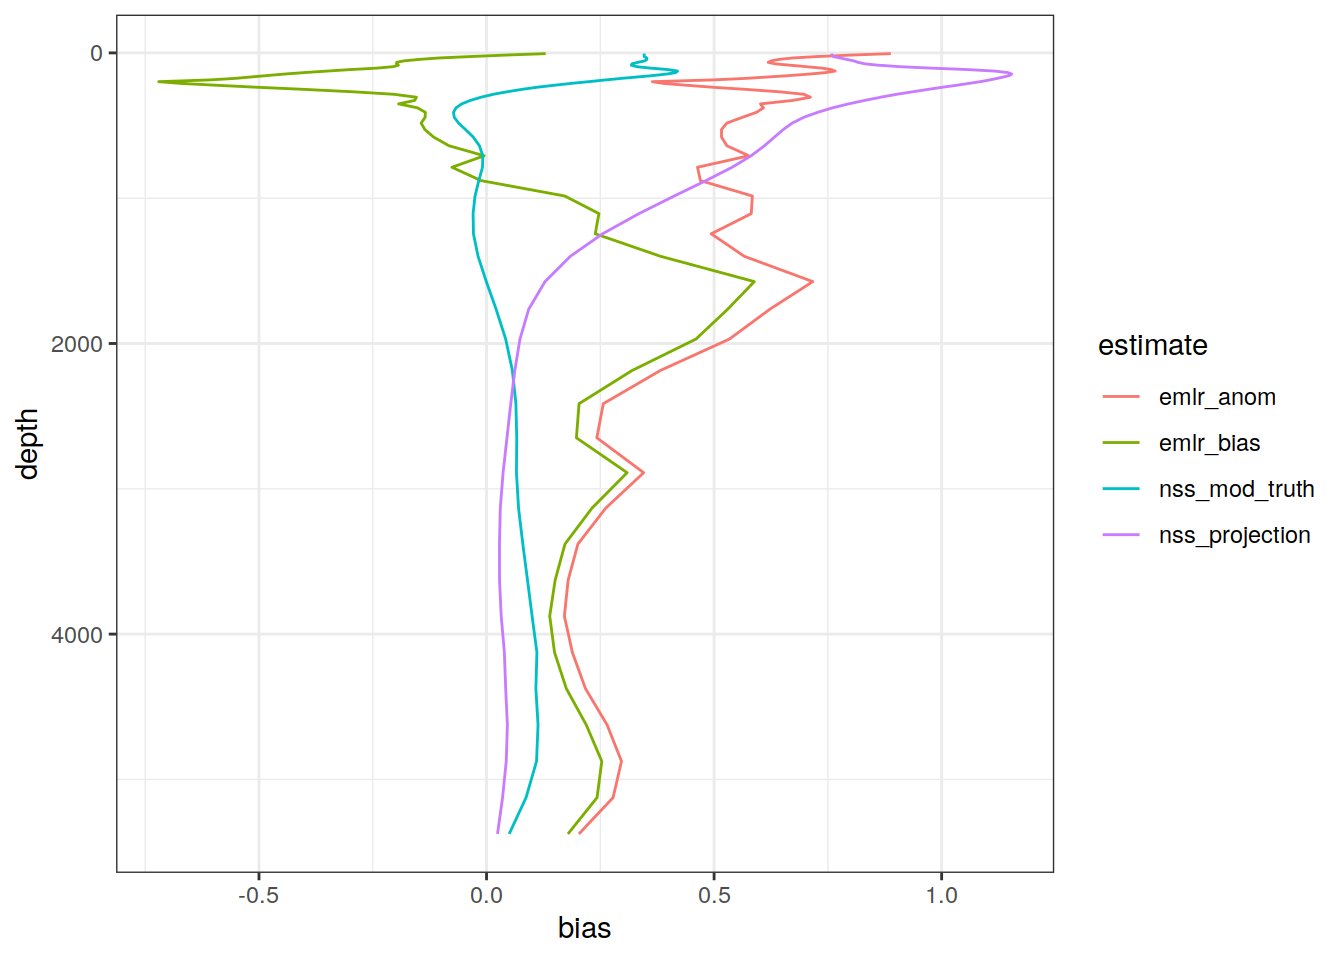 0
2000
4000
depth
-0.5
0.0
0.5
1.0
bias
estimate
emlr_anom
emlr_bias
nss_mod_truth
nss_projection